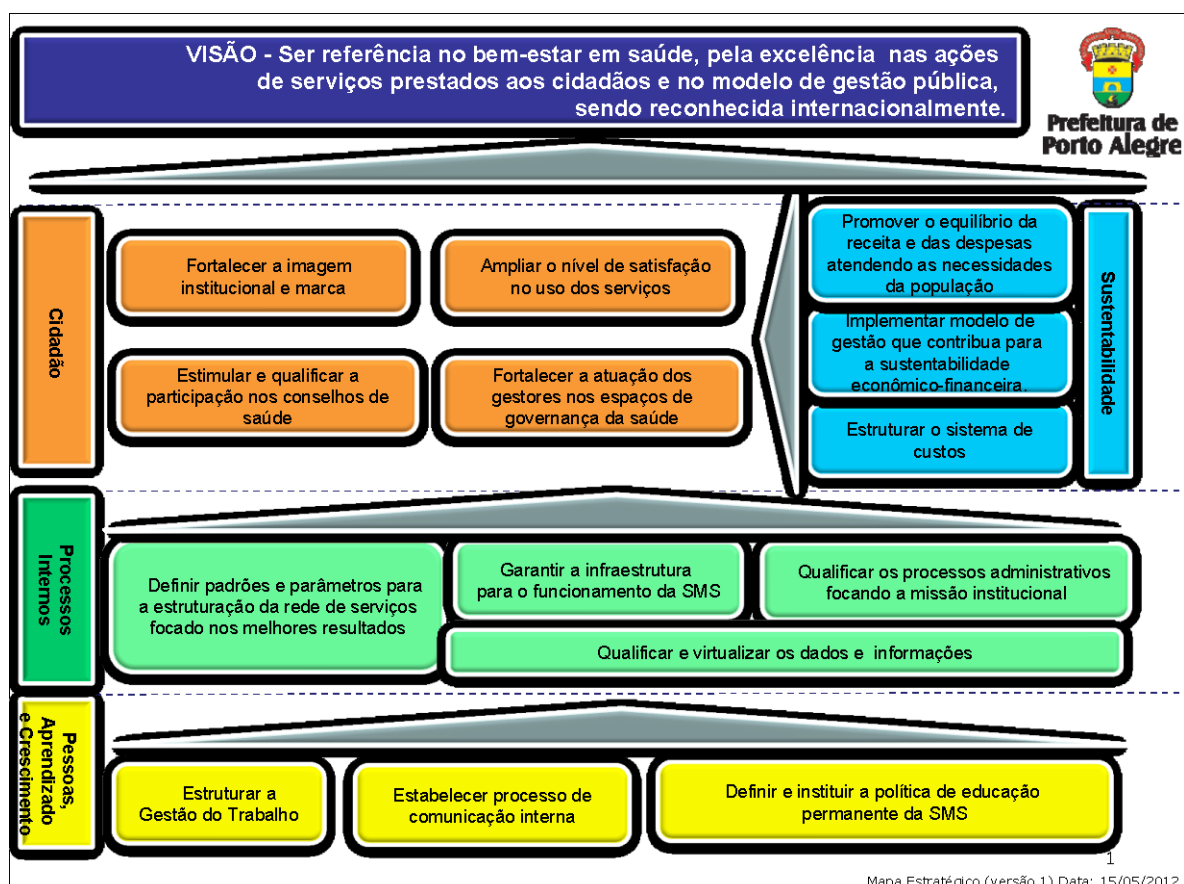 VISÃO - Ser referência no bem-estar em saúde, pela excelência nas ações
de serviços prestados aos cidadãos e no modelo de gestão pública,
sendo reconhecida internacionalmente.
Prefeitura de
Porto Alegre
Cidadão
Fortalecer a imagem
institucional e marca
Ampliar o nível de satisfação
no uso dos serviços
Estimular e qualificar a
participação nos conselhos de
saúde
Fortalecer a atuação dos
gestores nos espaços de
governança da saúde
Promover o equilíbrio da
receita e das despesas
atendendo as necessidades
da população
Implementar modelo de
gestão que contribua para
a sustentabilidade
econômico-financeira.
Estruturar o sistema de
custos
Sustentabilidade
Processos
Internos
Definir padrões e parâmetros para
a estruturação da rede de serviços
focado nos melhores resultados
Garantir a infraestrutura
para o funcionamento da SMS
Qualificar os processos administrativos
focando a missão institucional
Qualificar e virtualizar os dados e informações
Pessoas,
Aprendizado
e Crescimento
Estruturar a
Gestão do Trabalho
Estabelecer processo de
comunicação interna
Definir e instituir a política de educação
permanente da SMS
1
Mapa Estratégico (versão 1) Data: 15/05/2012